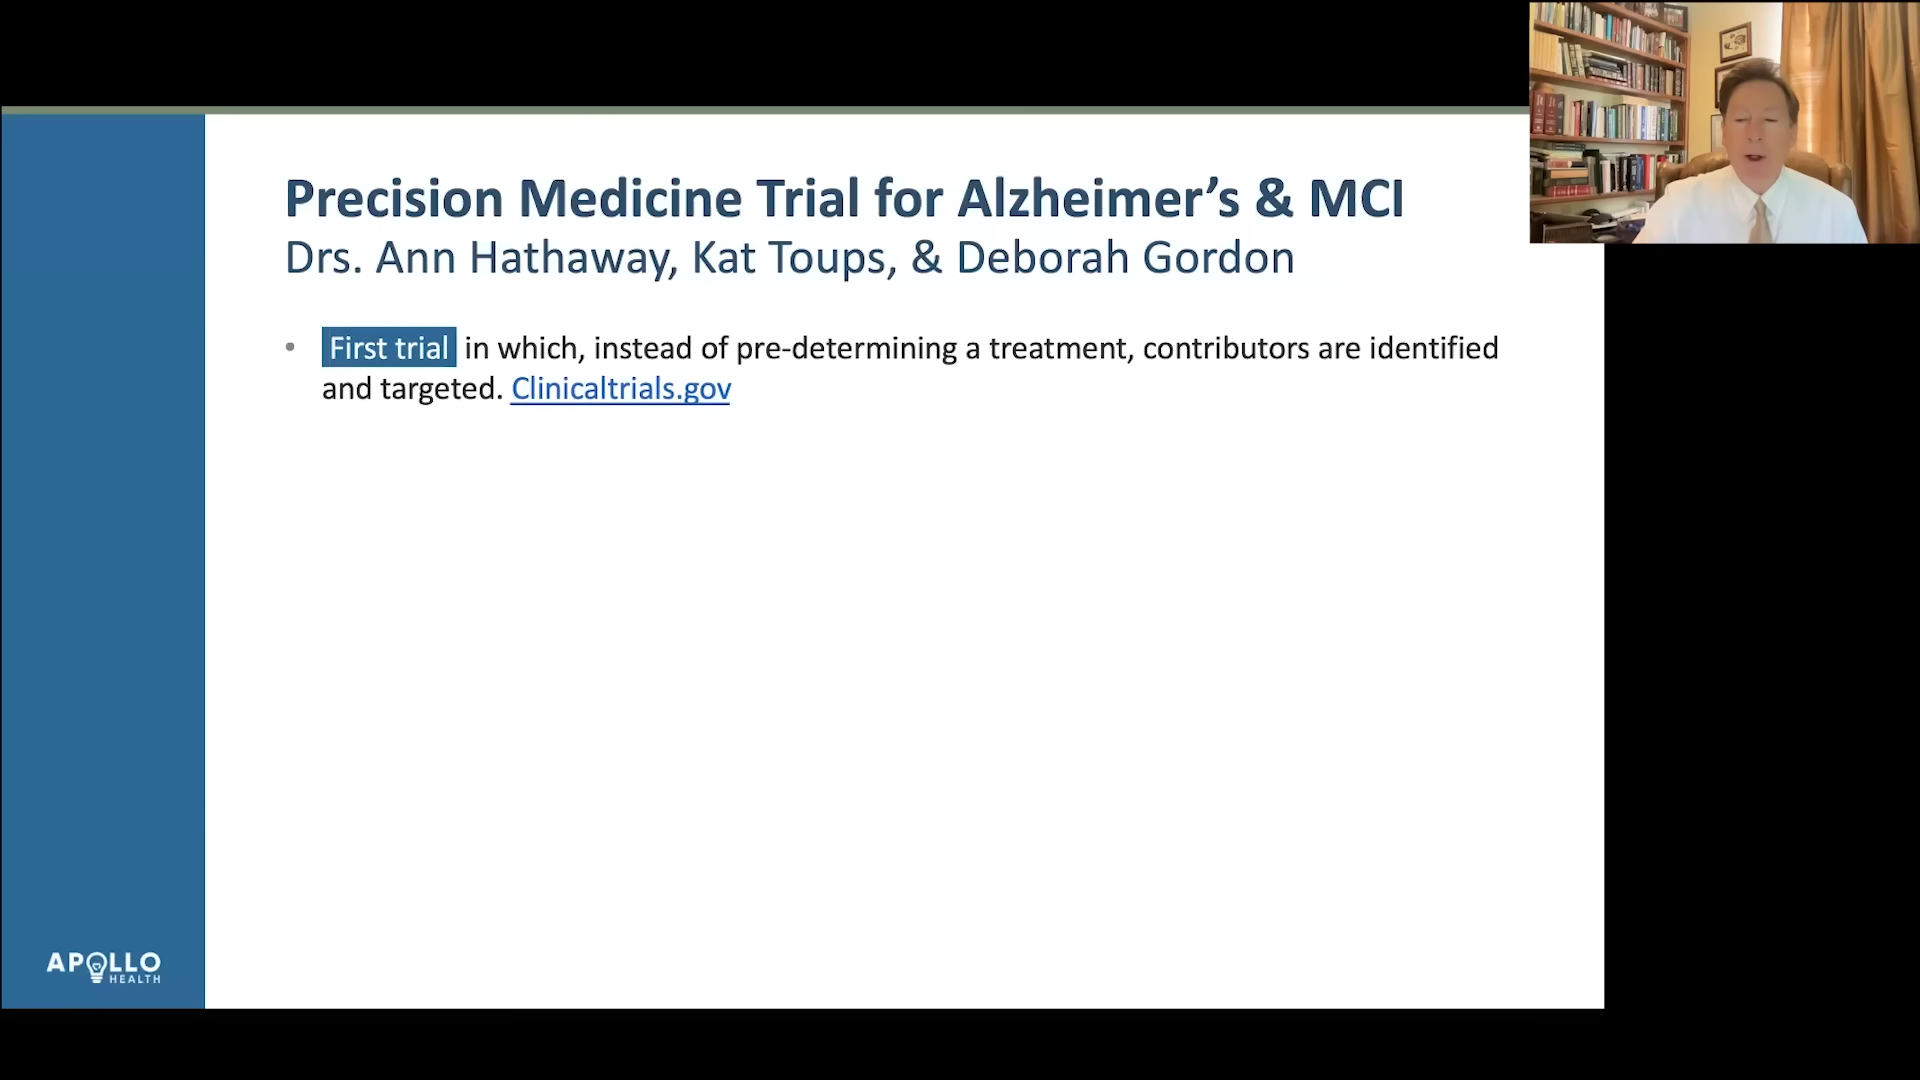 Precision Medicine Trial for Alzheimer’s & MCI
Drs. Ann Hathaway, Kat Toups, & Deborah Gordon
• First trial in which, instead of pre-determining a treatment, contributors are identified
and targeted. Clinicaltrials.gov
APOLLO
HEALTH